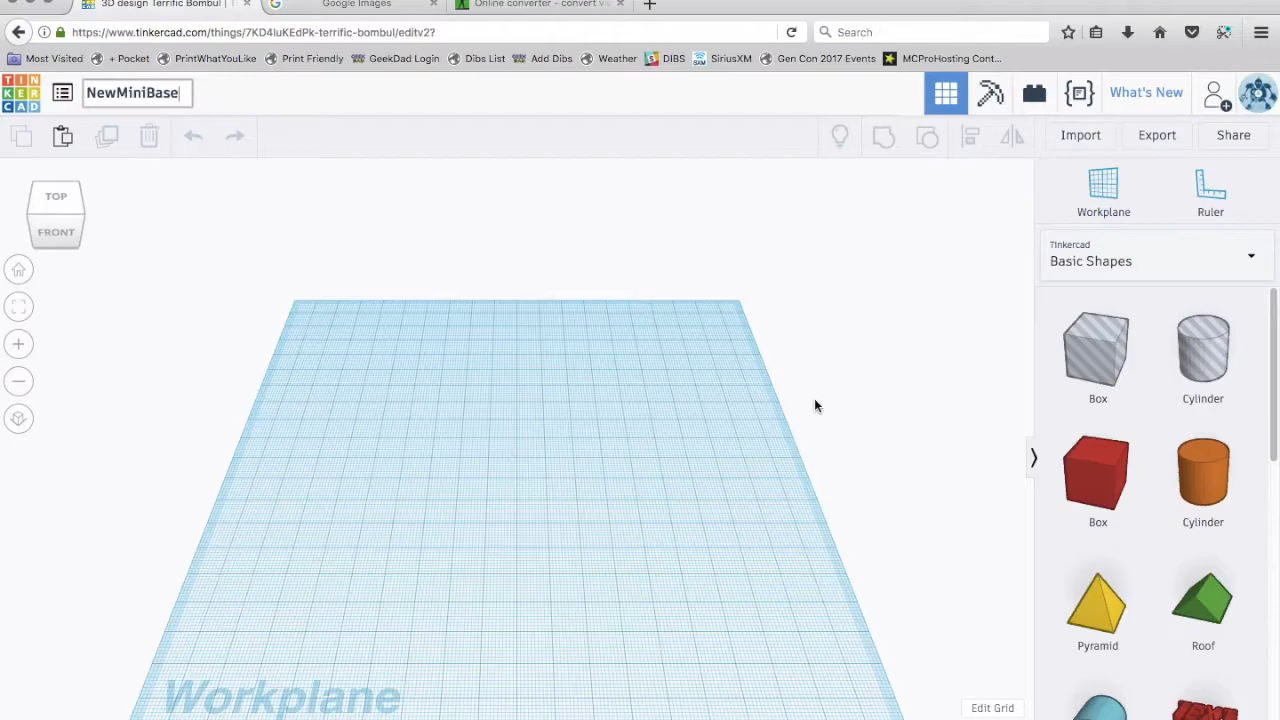 3D design Terrific Bombul |
Google Images
Online converter - convert vi
https://www.tinkercad.com/things/7KD4luKEdPk-terrific-bombul/editv2?
Search
Most Visited + Pocket PrintWhatYouLike Print Friendly GeekDad Login Dibs List Add Dibs Weather DIBS SiriusXM Gen Con 2017 Events MCProHosting Cont...
TIN
KER
CAD
NewMiniBase
What's New
Import Export Share
TOP
FRONT
Workplane Ruler
Tinkercad
Basic Shapes
Box Cylinder
Box Cylinder
Pyramid Roof
Workplane
Edit Grid